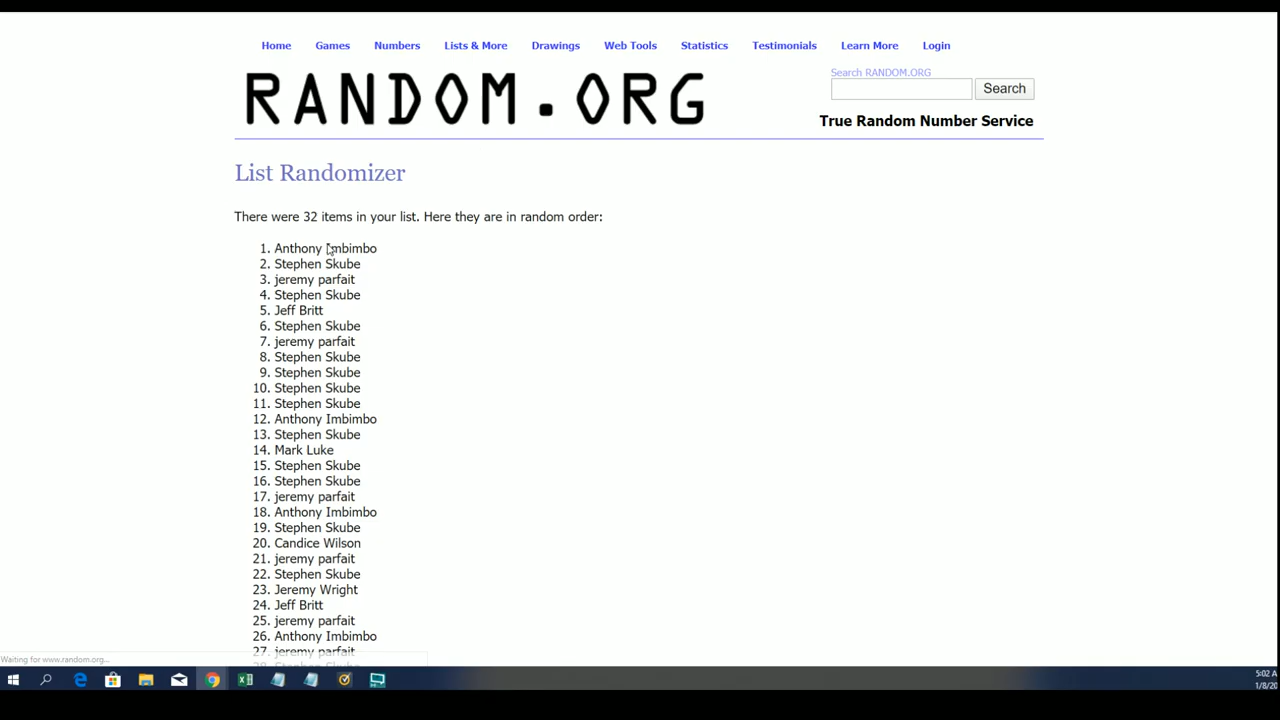 Home Games Numbers Lists & More Drawings Web Tools Statistics Testimonials Learn More Login
Search RANDOM.ORG
RANDOM.ORG
Search
True Random Number Service
List Randomizer
There were 32 items in your list. Here they are in random order:
1. Anthony Imbimbo
2. Stephen Skube
3. jeremy parfait
4. Stephen Skube
5. Jeff Britt
6. Stephen Skube
7. jeremy parfait
8. Stephen Skube
9. Stephen Skube
10. Stephen Skube
11. Stephen Skube
12. Anthony Imbimbo
13. Stephen Skube
14. Mark Luke
15. Stephen Skube
16. Stephen Skube
17. jeremy parfait
18. Anthony Imbimbo
19. Stephen Skube
20. Candice Wilson
21. jeremy parfait
22. Stephen Skube
23. Jeremy Wright
24. Jeff Britt
25. jeremy parfait
26. Anthony Imbimbo
27. jeremy parfait
28. Stephen Skube
Waiting for www.random.org...
5:02 A
1/8/20